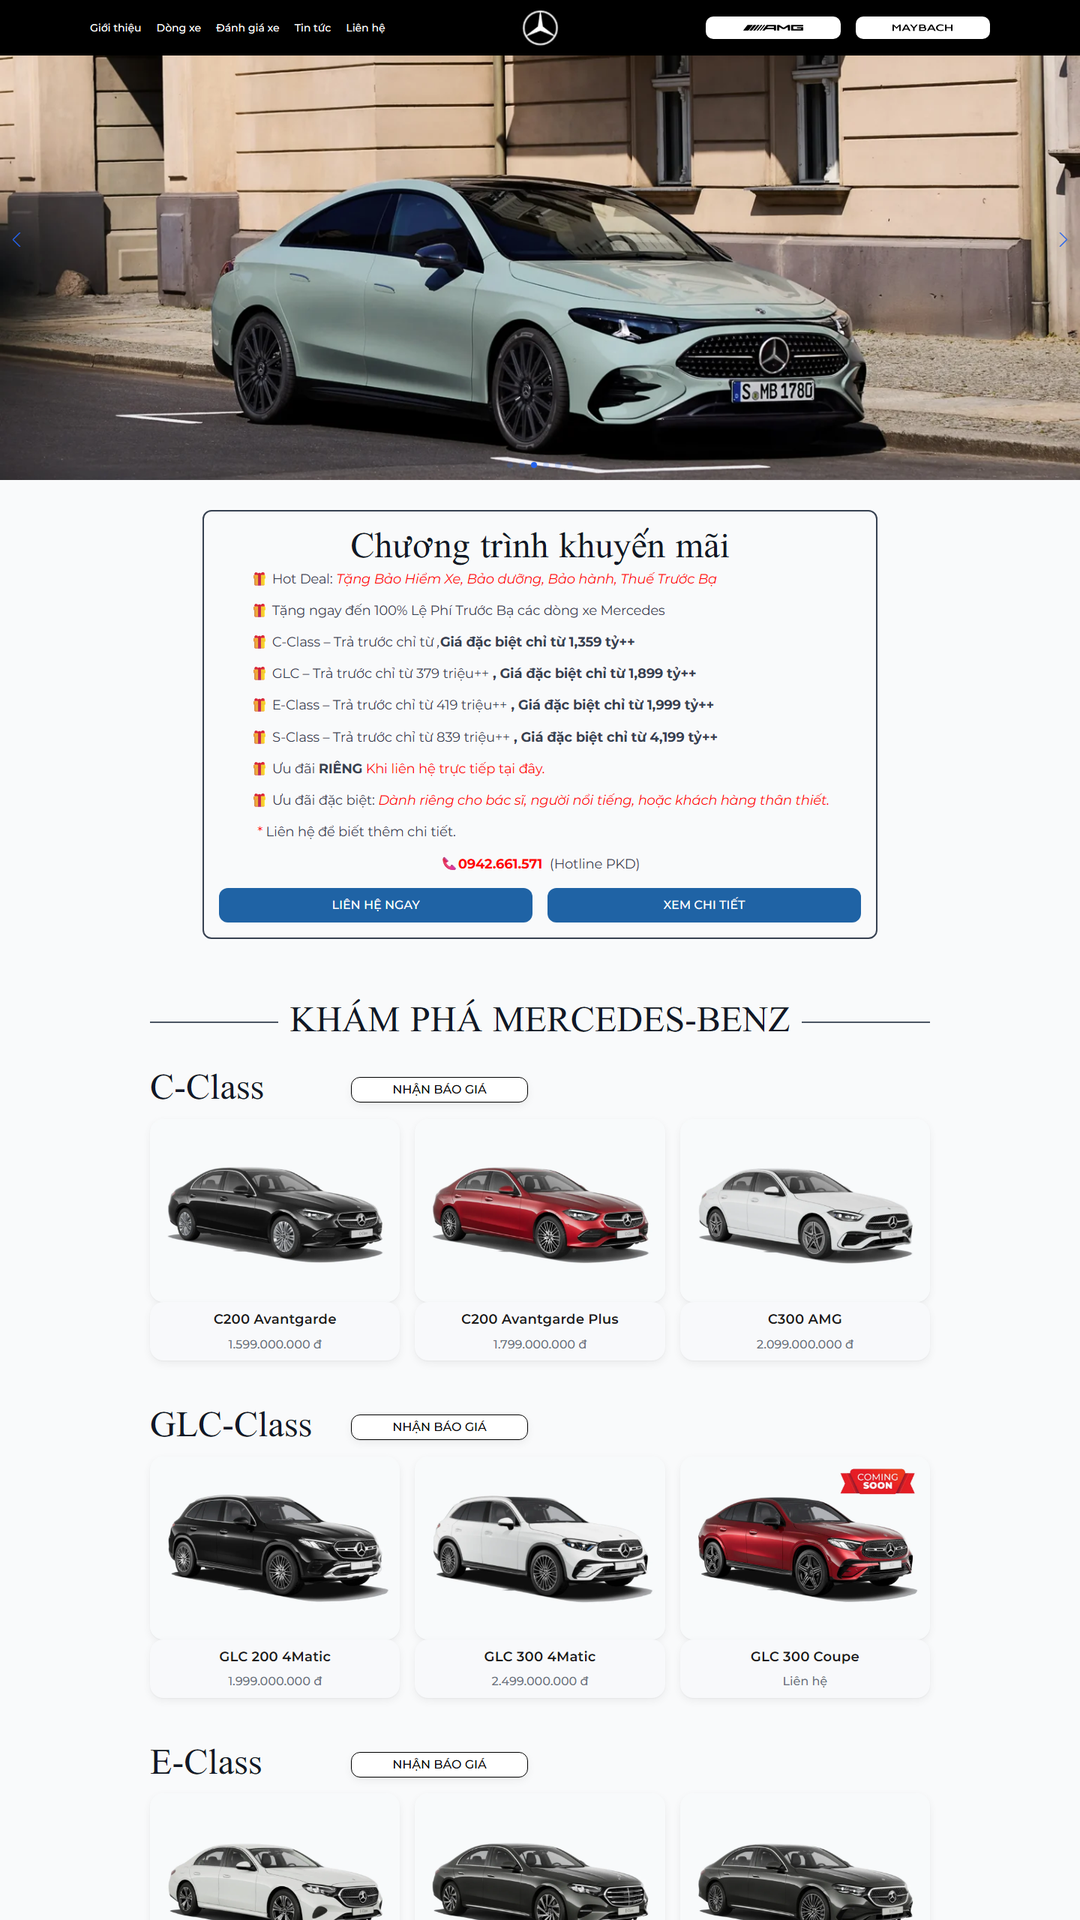 Giới thiệu Dòng xe Đánh giá xe Tin tức Liên hệ AMG MAYBACH
S MB 1780
Chương trình khuyến mãi
Hot Deal: Tặng Bảo Hiểm Xe, Bảo dưỡng, Bảo hành, Thuế Trước Bạ
Tặng ngay đến 100% Lệ Phí Trước Bạ các dòng xe Mercedes
C-Class – Trả trước chỉ từ ,Giá đặc biệt chỉ từ 1,359 tỷ++
GLC – Trả trước chỉ từ 379 triệu++ , Giá đặc biệt chỉ từ 1,899 tỷ++
E-Class – Trả trước chỉ từ 419 triệu++ , Giá đặc biệt chỉ từ 1,999 tỷ++
S-Class – Trả trước chỉ từ 839 triệu++ , Giá đặc biệt chỉ từ 4,199 tỷ++
Ưu đãi RIÊNG Khi liên hệ trực tiếp tại đây.
Ưu đãi đặc biệt: Dành riêng cho bác sĩ, người nổi tiếng, hoặc khách hàng thân thiết.
* Liên hệ để biết thêm chi tiết.
0942.661.571 (Hotline PKD)
LIÊN HỆ NGAY XEM CHI TIẾT
KHÁM PHÁ MERCEDES-BENZ
C-Class NHẬN BÁO GIÁ
C200 Avantgarde C200 Avantgarde Plus C300 AMG
1.599.000.000 đ 1.799.000.000 đ 2.099.000.000 đ
GLC-Class NHẬN BÁO GIÁ
COMING
SOON
GLC 200 4Matic GLC 300 4Matic GLC 300 Coupe
1.999.000.000 đ 2.499.000.000 đ Liên hệ
E-Class NHẬN BÁO GIÁ